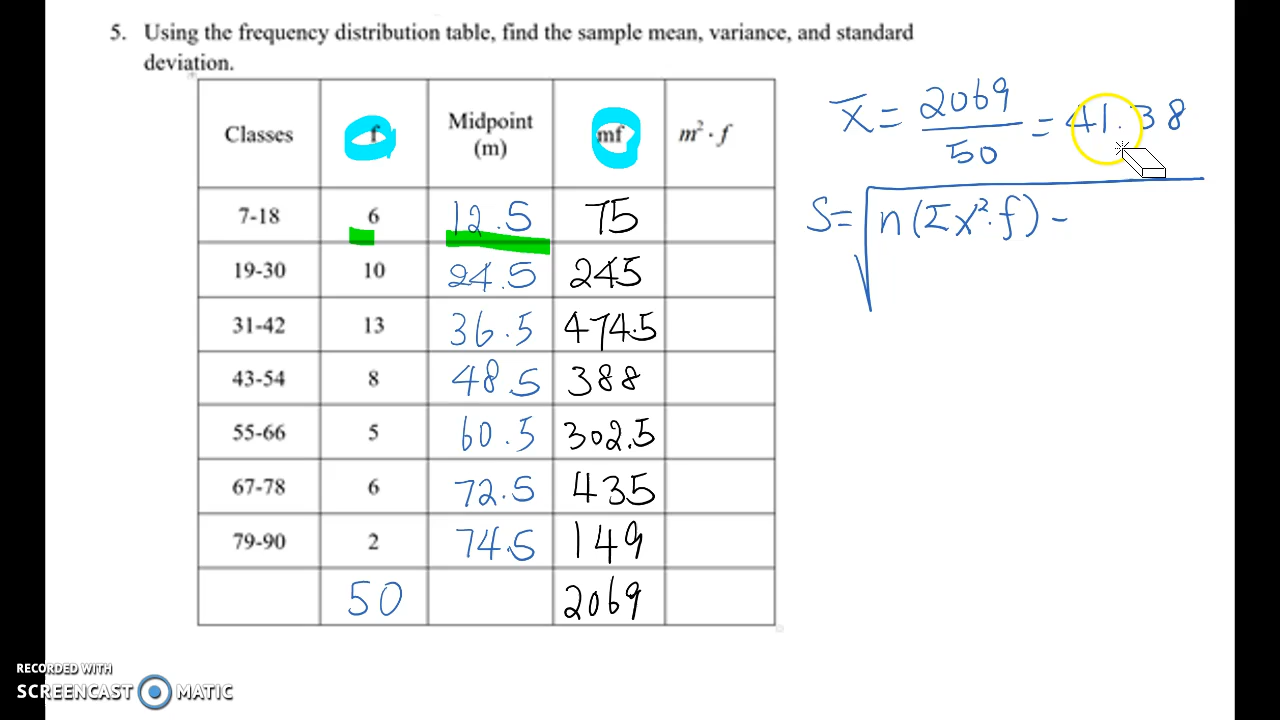 5. Using the frequency distribution table, find the sample mean, variance, and standard
deviation.
Classes f Midpoint (m) mf m² · f
7-18 6 12.5 75
19-30 10 24.5 245
31-42 13 36.5 474.5
43-54 8 48.5 388
55-66 5 60.5 302.5
67-78 6 72.5 435
79-90 2 74.5 149
50 2069
x̄ = 2069/50 = 41.38
S = √n(Σx²·f) -
RECORDED WITH
SCREENCAST MATIC